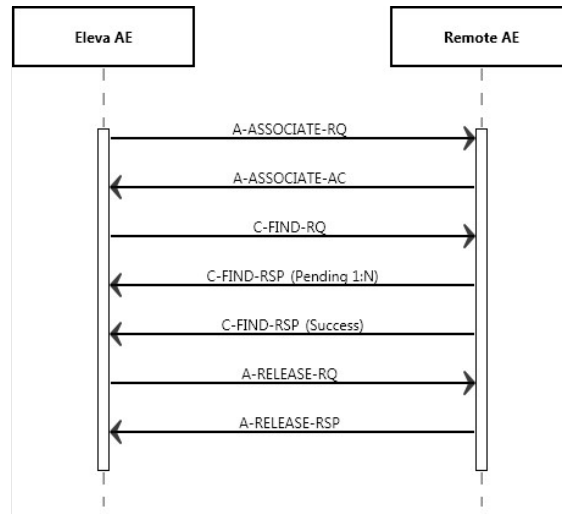 Eleva AE
Remote AE
A-ASSOCIATE-RQ
A-ASSOCIATE-AC
C-FIND-RQ
C-FIND-RSP (Pending 1:N)
C-FIND-RSP (Success)
A-RELEASE-RQ
A-RELEASE-RSP